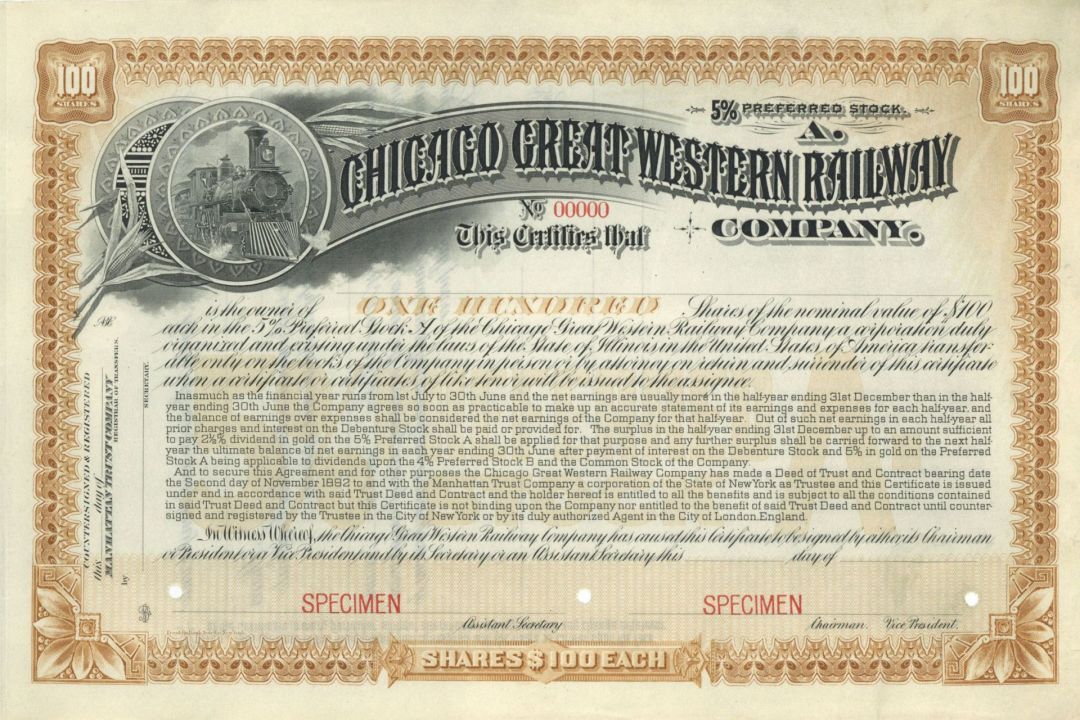 100
SHARES
100
SHARES
5% PREFERRED STOCK.
A.
CHICAGO GREAT WESTERN RAILWAY
COMPANY.
No 00000
This Certifies that
is the owner of ONE HUNDRED Shares of the nominal value of $100
each in the 5% Preferred Stock A of the Chicago Great Western Railway Company a corporation duly
organized and existing under the laws of the State of Illinois in the United States of America transfer-
able only on the books of the Company in person or by attorney on return and surrender of this certificate
when a certificate or certificates of like tenor will be issued to the assignee.
Inasmuch as the financial year runs from 1st July to 30th June and the net earnings are usually more in the half-year ending 31st December than in the half-
year ending 30th June the Company agrees so soon as practicable to make up an accurate statement of its earnings and expenses for each half-year, and
the balance of earnings over expenses shall be considered the net earnings of the Company for that half-year. Out of such net earnings in each half-year all
prior charges and interest on the Debenture Stock shall be paid or provided for. The surplus in the half-year ending 31st December up to an amount sufficient
to pay 2½% dividend in gold on the 5% Preferred Stock A shall be applied for that purpose and any further surplus shall be carried forward to the next half-
year the ultimate balance of net earnings in each year ending 30th June after payment of interest on the Debenture Stock and 5% in gold on the Preferred
Stock A being applicable to dividends upon the 4% Preferred Stock B and the Common Stock of the Company.
And to secure this Agreement and for other purposes the Chicago Great Western Railway Company has made a Deed of Trust and Contract bearing date
the Second day of November 1892 to and with the Manhattan Trust Company a corporation of the State of New York as Trustee and this Certificate is issued
under and in accordance with said Trust Deed and Contract and the holder hereof is entitled to all the benefits and is subject to all the conditions contained
in said Trust Deed and Contract but this Certificate is not binding upon the Company nor entitled to the benefit of said Trust Deed and Contract until counter-
signed and registered by the Trustee in the City of New York or by its duly authorized Agent in the City of London, England.
In Witness Whereof, the Chicago Great Western Railway Company has caused this Certificate to be signed by either its Chairman
or President or a Vice President and by its Secretary or an Assistant Secretary this day of
SPECIMEN
SPECIMEN
Assistant Secretary
Chairman. Vice President.
SHARES $100 EACH
COUNTERSIGNED & REGISTERED
this day of
MANHATTAN TRUST COMPANY
REGISTRAR OF TRANSFERS.
by
SECRETARY.